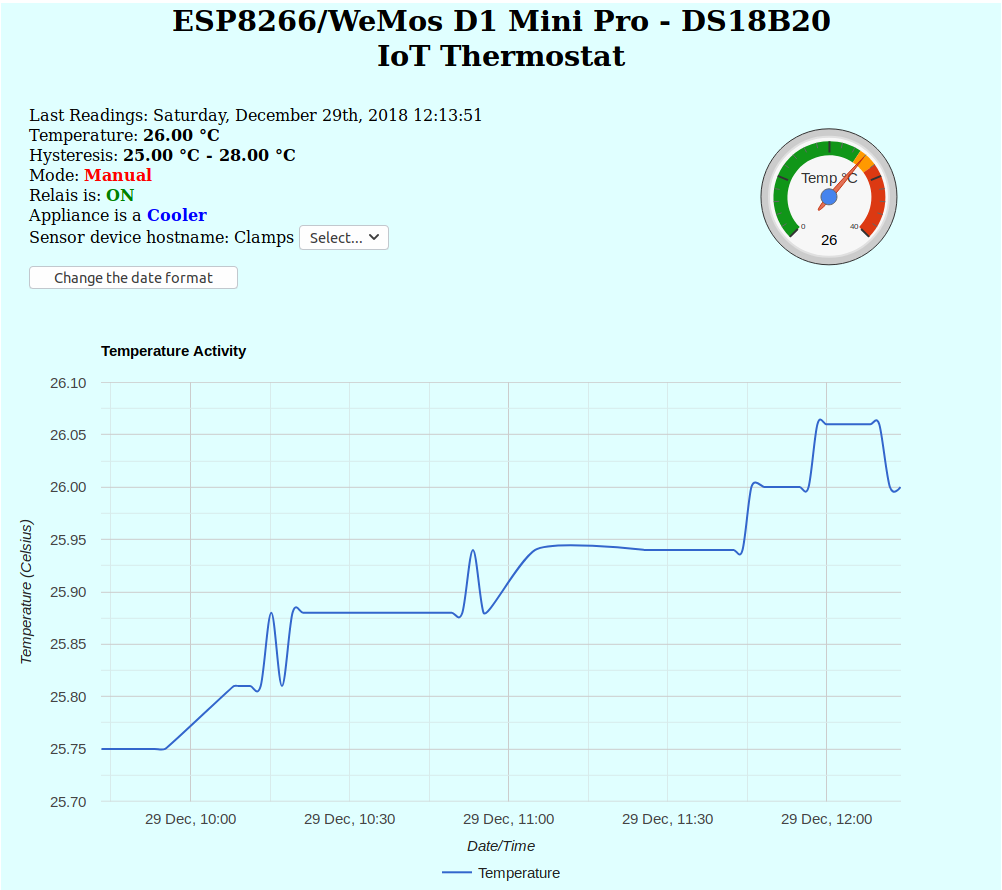 ESP8266/WeMos D1 Mini Pro - DS18B20
IoT Thermostat
Last Readings: Saturday, December 29th, 2018 12:13:51
Temperature: 26.00 °C
Hysteresis: 25.00 °C - 28.00 °C
Mode: Manual
Relais is: ON
Appliance is a Cooler
Sensor device hostname: Clamps Select...
Change the date format
Temp °C
0 40
26
Temperature Activity
26.10
26.05
26.00
25.95
25.90
25.85
25.80
25.75
25.70
Temperature (Celsius)
29 Dec, 10:00 29 Dec, 10:30 29 Dec, 11:00 29 Dec, 11:30 29 Dec, 12:00
Date/Time
Temperature